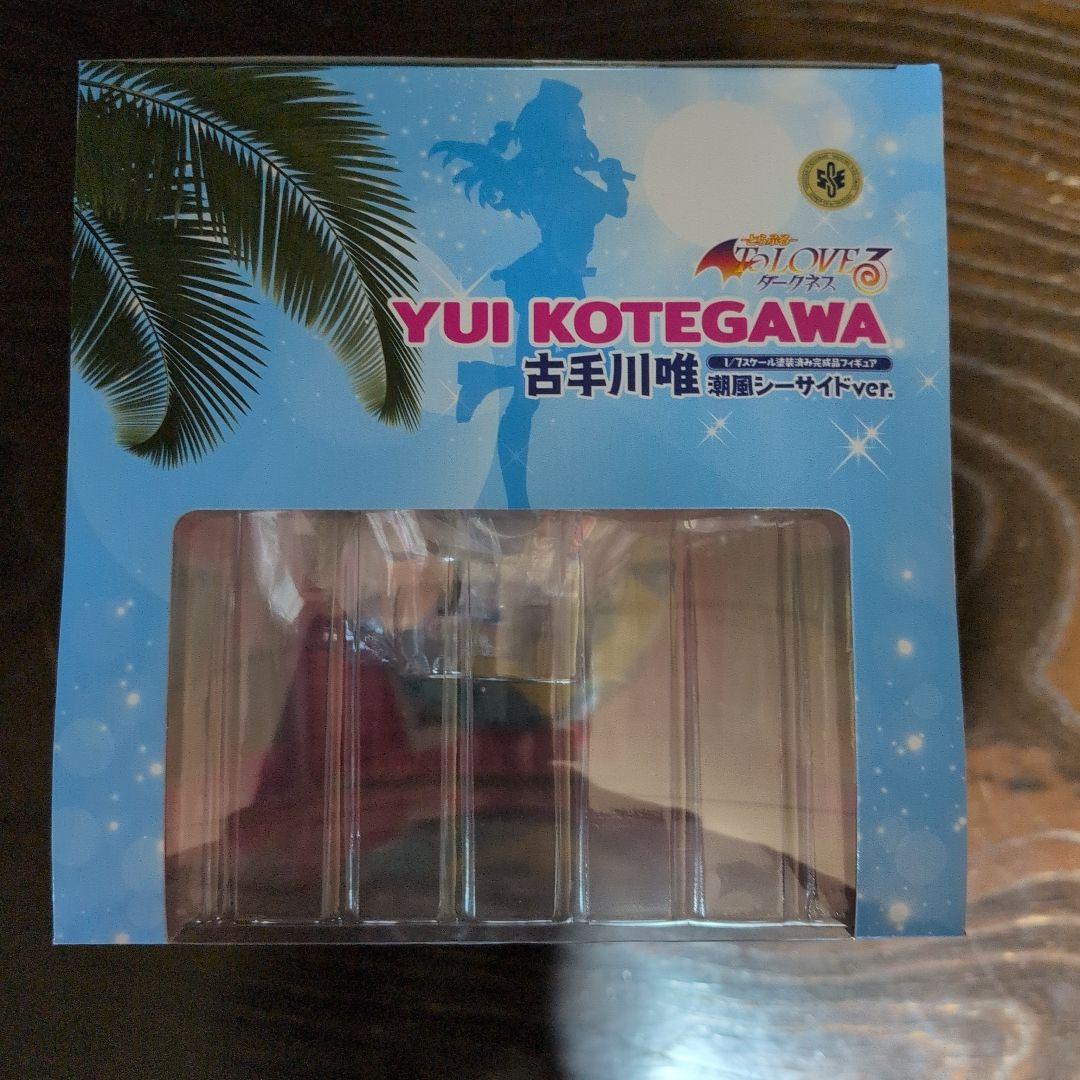 -とらぶる-
To LOVEる
ダークネス
YUI KOTEGAWA
古手川唯
1/7スケール塗装済み完成品フィギュア
潮風シーサイドver.